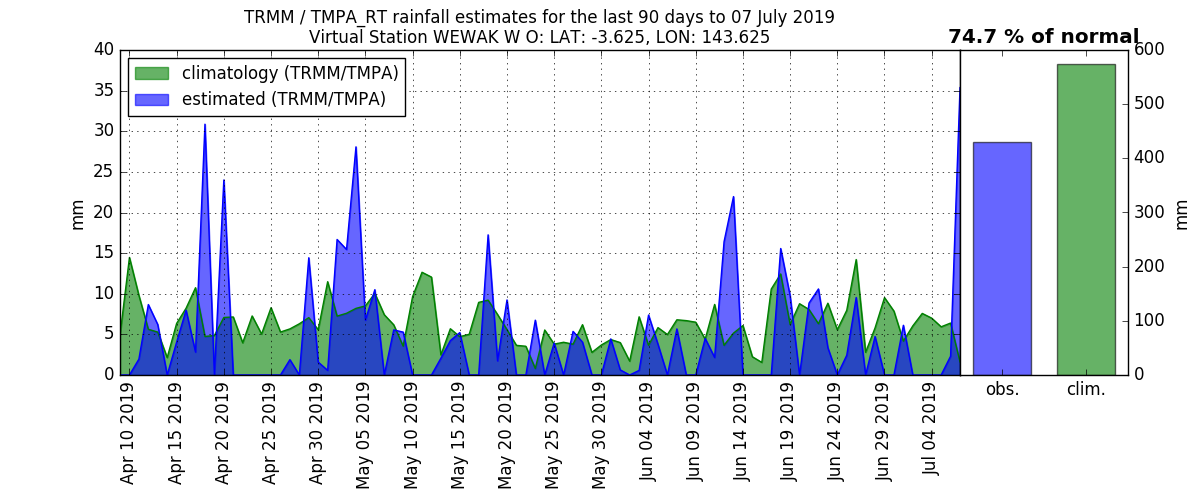 TRMM / TMPA_RT rainfall estimates for the last 90 days to 07 July 2019
Virtual Station WEWAK W O: LAT: -3.625, LON: 143.625
74.7 % of normal
climatology (TRMM/TMPA)
estimated (TRMM/TMPA)
40
35
30
25
20
15
10
5
0
mm
Apr 10 2019
Apr 15 2019
Apr 20 2019
Apr 25 2019
Apr 30 2019
May 05 2019
May 10 2019
May 15 2019
May 20 2019
May 25 2019
May 30 2019
Jun 04 2019
Jun 09 2019
Jun 14 2019
Jun 19 2019
Jun 24 2019
Jun 29 2019
Jul 04 2019
obs.
clim.
600
500
400
300
200
100
0
mm